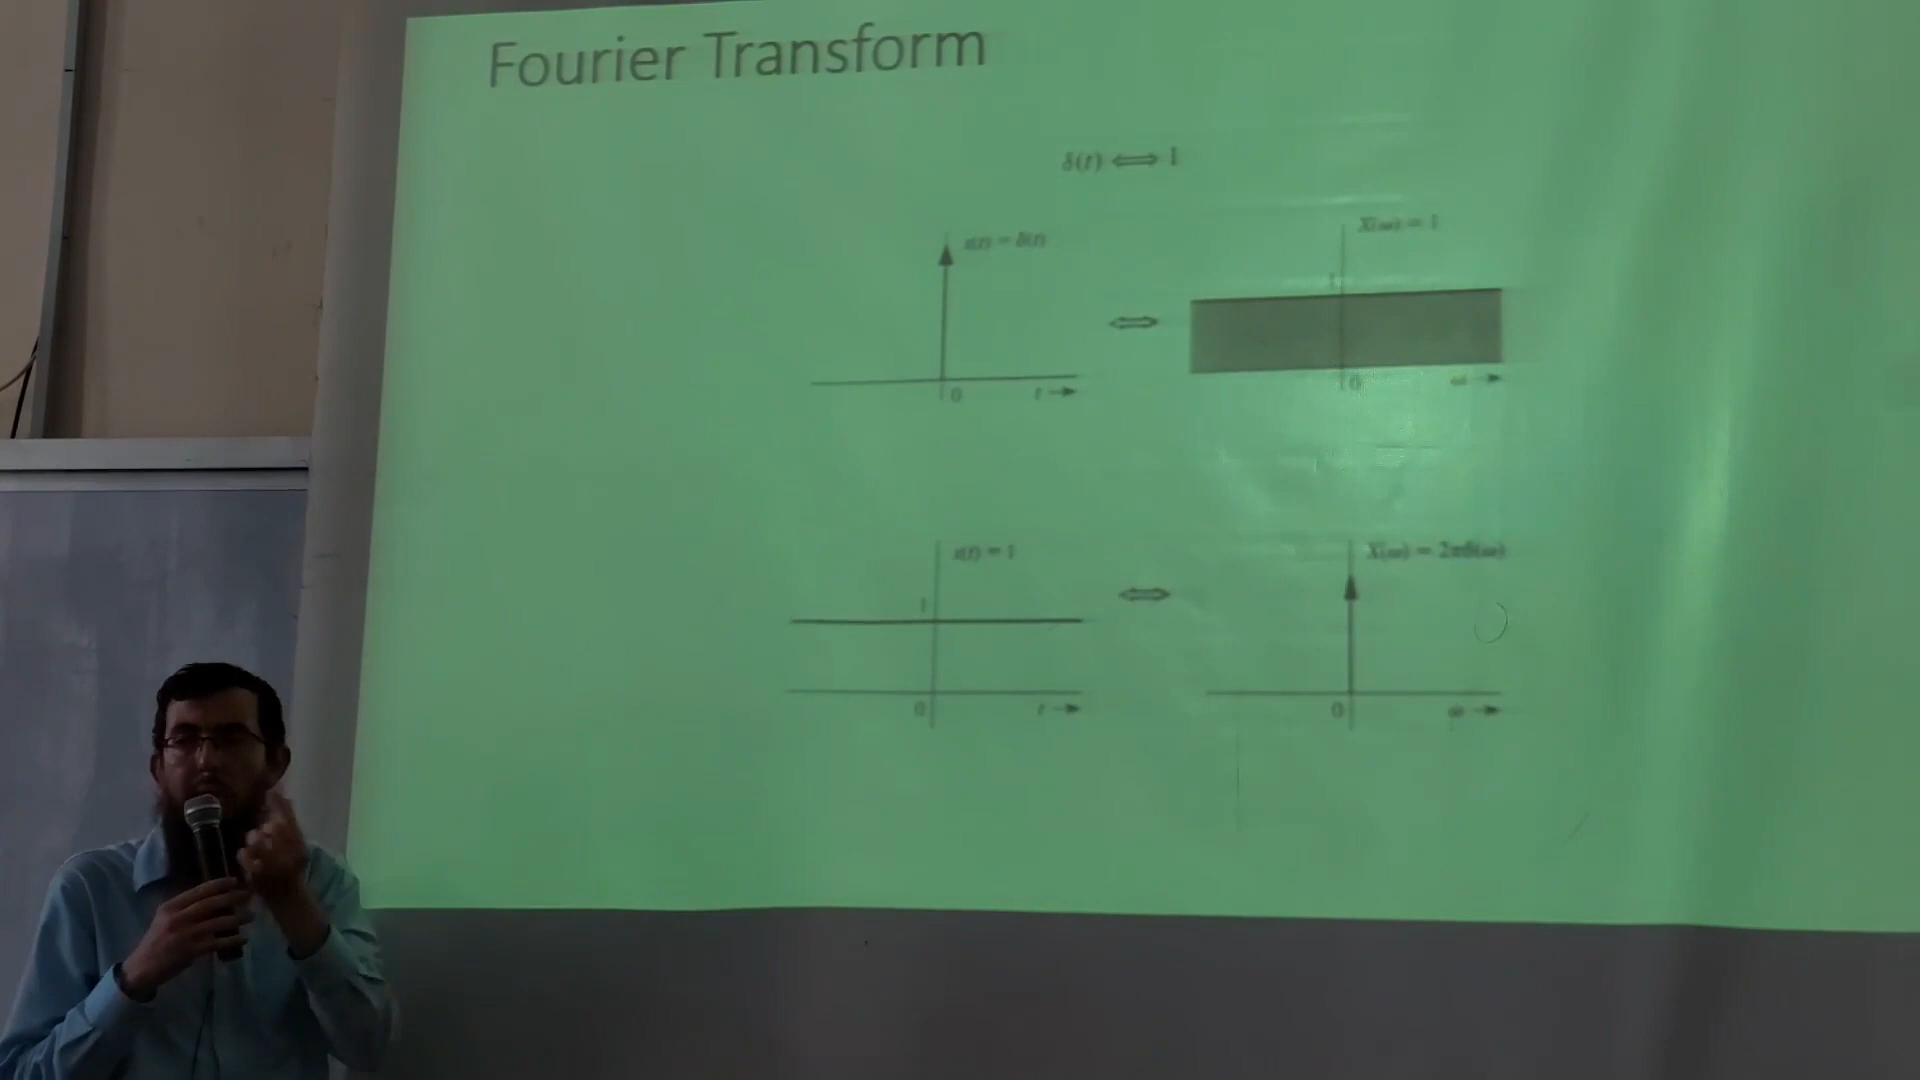 Fourier Transform
δ(t) ⟺ 1
x(t) = δ(t)
X(ω) = 1
1
⟺
0 t →
0 ω →
x(t) = 1
X(ω) = 2πδ(ω)
1
⟺
0 t →
0 ω →